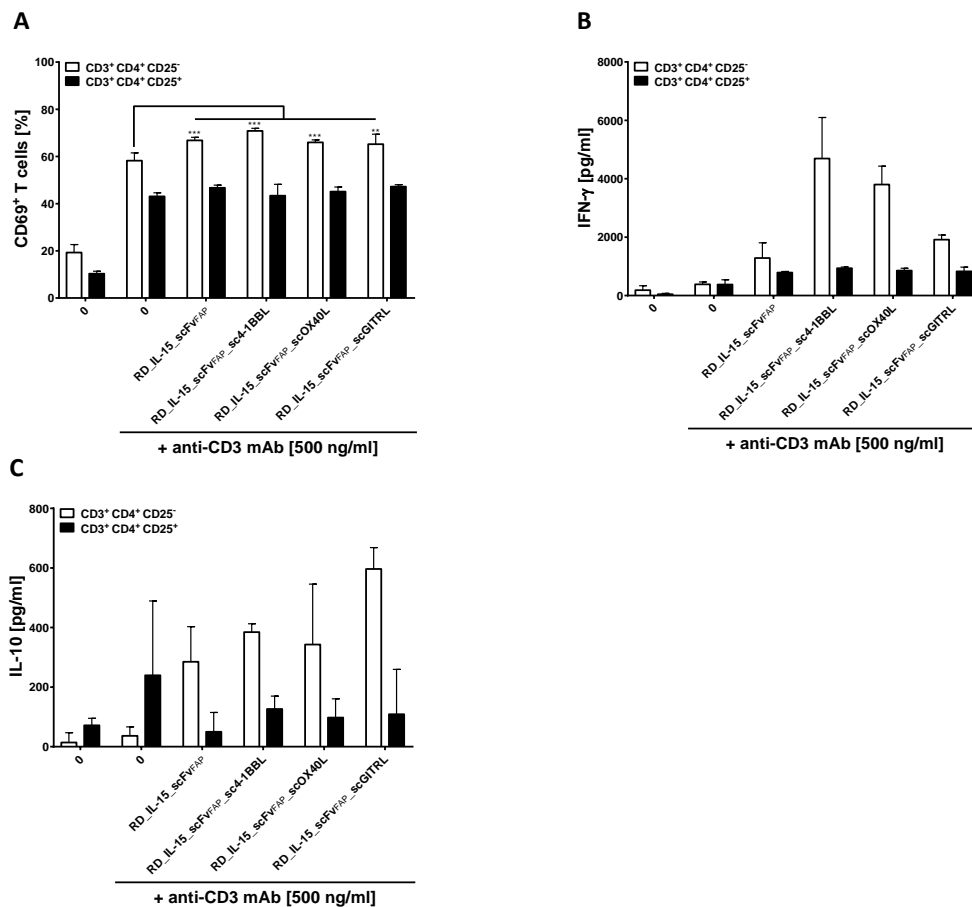 A
CD3⁺ CD4⁺ CD25⁻
CD3⁺ CD4⁺ CD25⁺
CD69⁺ T cells [%]
100
80
60
40
20
0
***
***
***
**
0
0
RD_IL-15_scFvFAP
RD_IL-15_scFvFAP_sc4-1BBL
RD_IL-15_scFvFAP_scOX40L
RD_IL-15_scFvFAP_scGITRL
+ anti-CD3 mAb [500 ng/ml]
B
CD3⁺ CD4⁺ CD25⁻
CD3⁺ CD4⁺ CD25⁺
IFN-γ [pg/ml]
8000
6000
4000
2000
0
0
0
RD_IL-15_scFvFAP
RD_IL-15_scFvFAP_sc4-1BBL
RD_IL-15_scFvFAP_scOX40L
RD_IL-15_scFvFAP_scGITRL
+ anti-CD3 mAb [500 ng/ml]
C
CD3⁺ CD4⁺ CD25⁻
CD3⁺ CD4⁺ CD25⁺
IL-10 [pg/ml]
800
600
400
200
0
0
0
RD_IL-15_scFvFAP
RD_IL-15_scFvFAP_sc4-1BBL
RD_IL-15_scFvFAP_scOX40L
RD_IL-15_scFvFAP_scGITRL
+ anti-CD3 mAb [500 ng/ml]